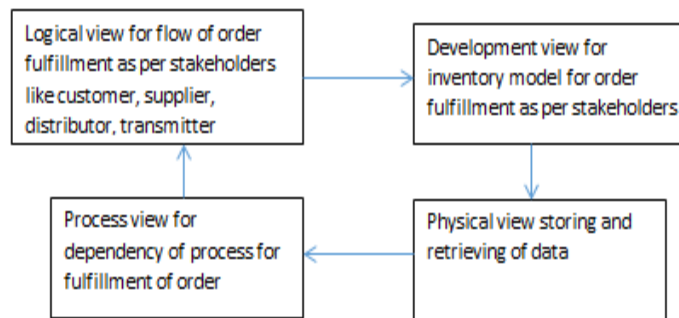 Logical view for flow of order
fulfillment as per stakeholders
like customer, supplier,
distributor, transmitter
Development view for
inventory model for order
fulfillment as per stakeholders
Process view for
dependency of process for
fulfillment of order
Physical view storing and
retrieving of data